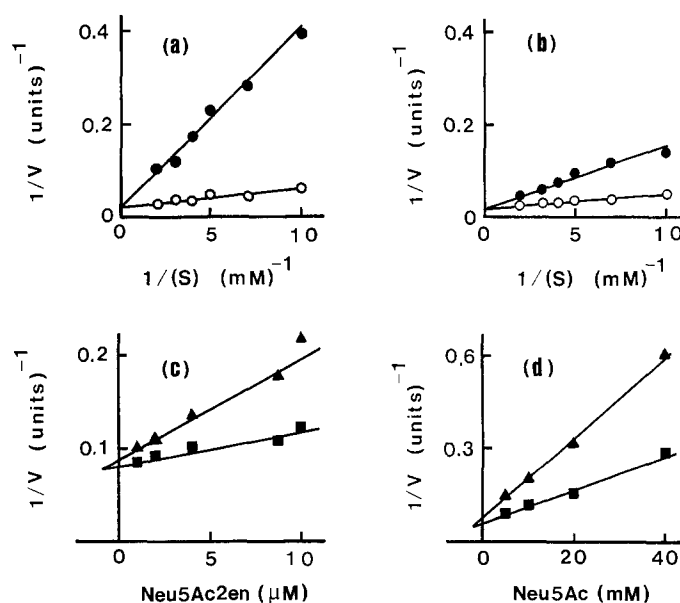 (a)
1/V (units)⁻¹
0.4
0.2
0
0 5 10
1/(S) (mM)⁻¹
(b)
1/V (units)⁻¹
0.4
0.2
0
0 5 10
1/(S) (mM)⁻¹
(c)
1/V (units)⁻¹
0.2
0.1
0 5 10
Neu5Ac2en (μM)
(d)
1/V (units)⁻¹
0.6
0.3
0 20 40
Neu5Ac (mM)